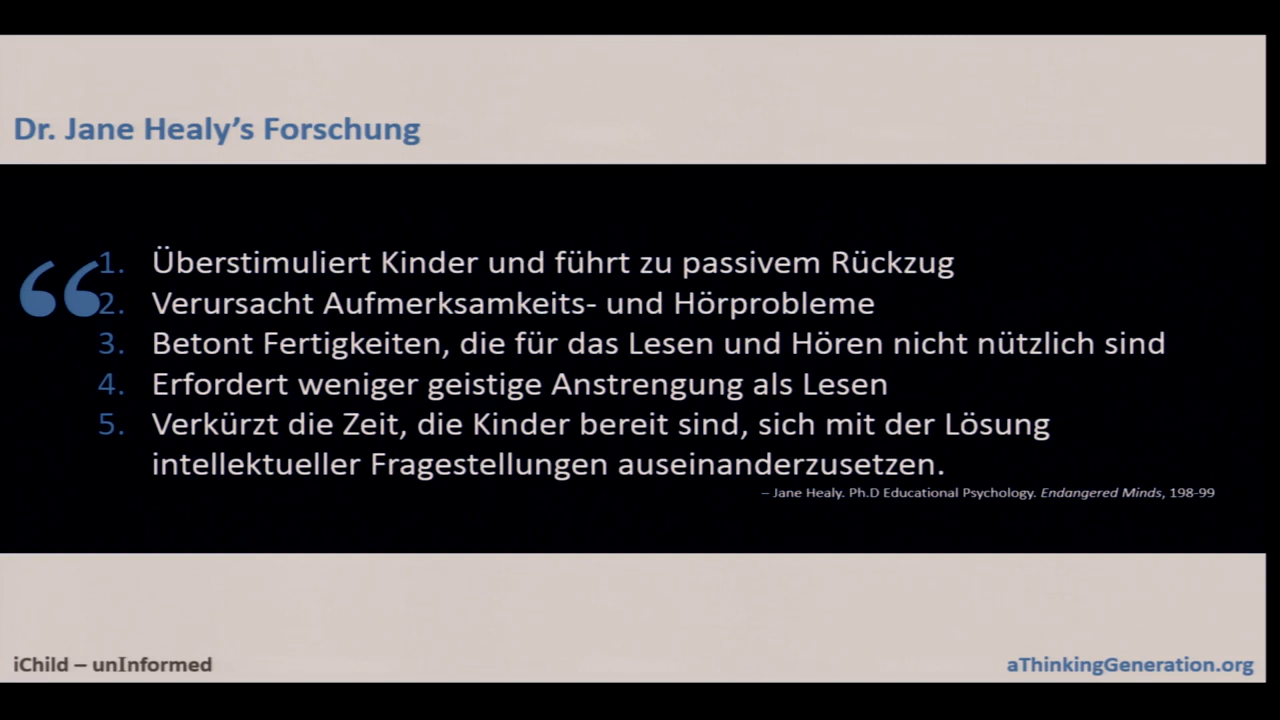 Dr. Jane Healy’s Forschung
“
1. Überstimuliert Kinder und führt zu passivem Rückzug
2. Verursacht Aufmerksamkeits- und Hörprobleme
3. Betont Fertigkeiten, die für das Lesen und Hören nicht nützlich sind
4. Erfordert weniger geistige Anstrengung als Lesen
5. Verkürzt die Zeit, die Kinder bereit sind, sich mit der Lösung
intellektueller Fragestellungen auseinanderzusetzen.
– Jane Healy. Ph.D Educational Psychology. Endangered Minds, 198-99
iChild – unInformed
aThinkingGeneration.org